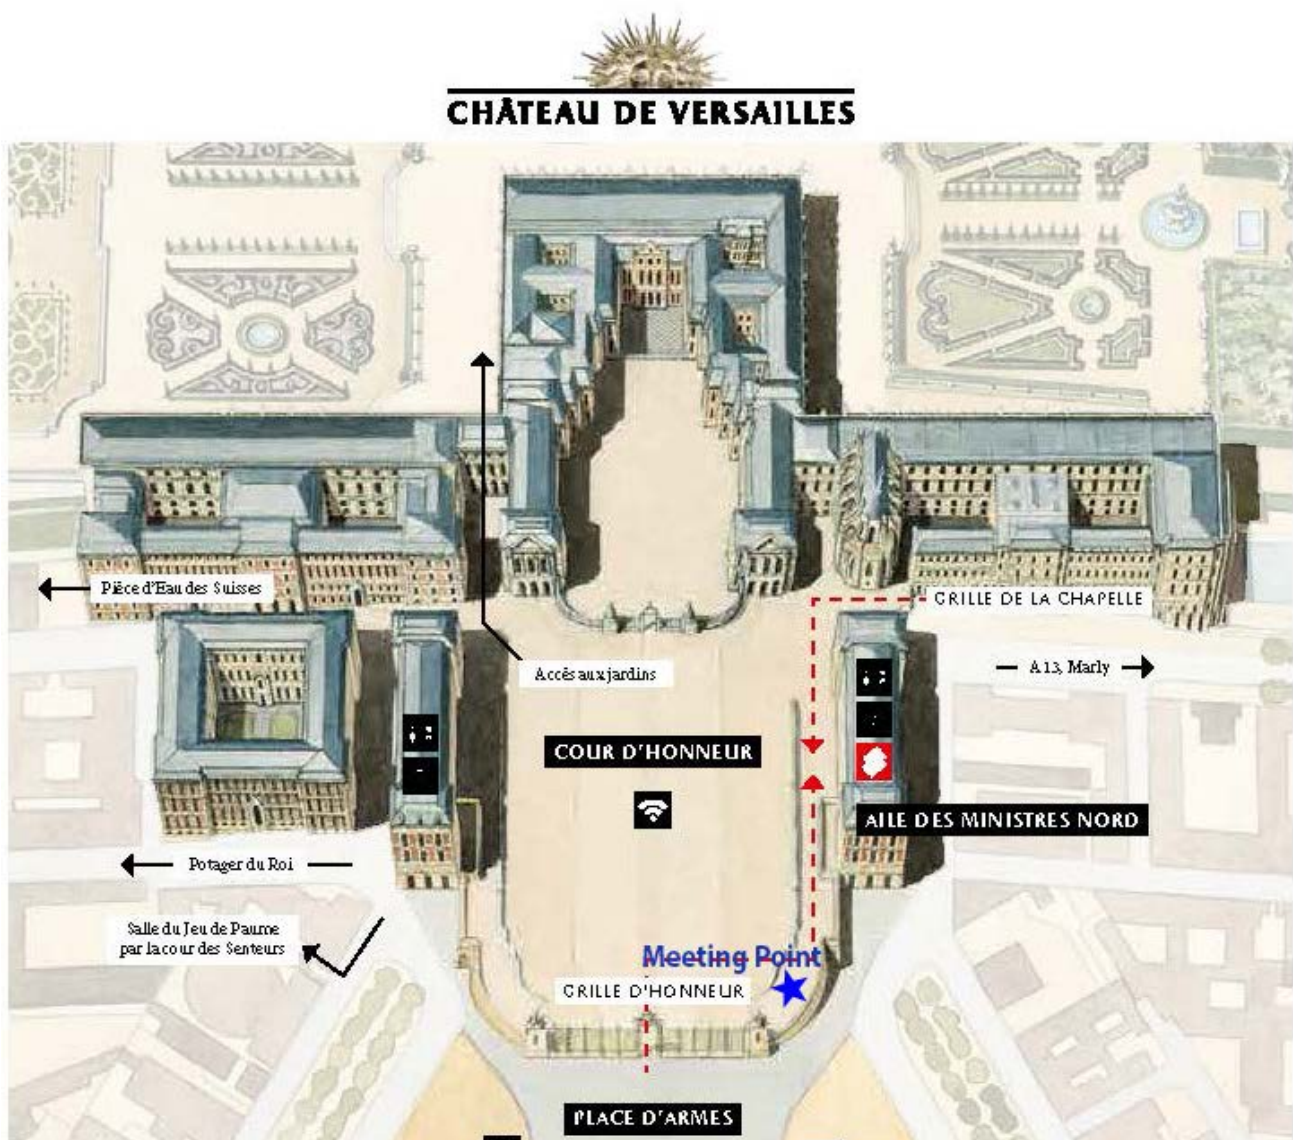 CHÂTEAU DE VERSAILLES
Pièce d'Eau des Suisses
GRILLE DE LA CHAPELLE
Accès aux jardins
A13, Marly
COUR D'HONNEUR
AILE DES MINISTRES NORD
Potager du Roi
Salle du Jeu de Paume
par la cour des Senteurs
Meeting Point
GRILLE D'HONNEUR
PLACE D'ARMES